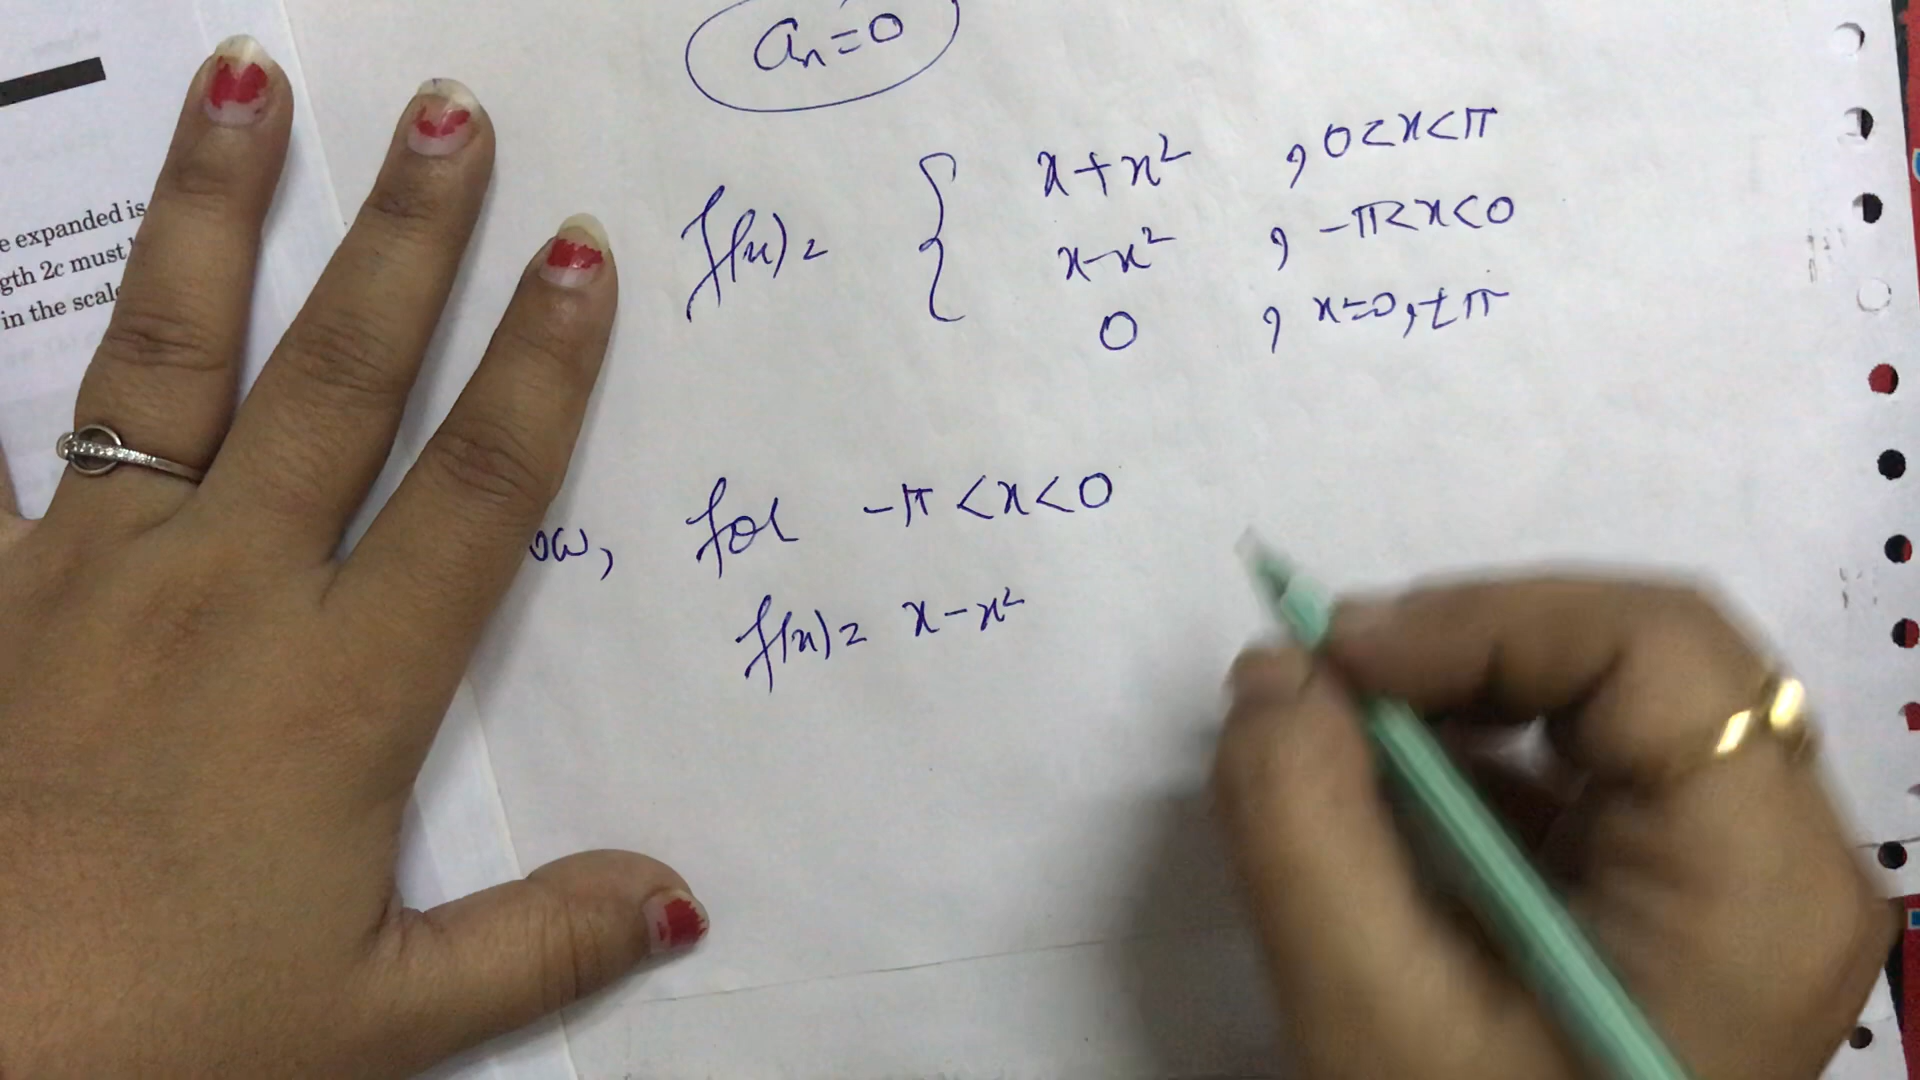 e expanded is
gth 2c must
in the scale
an=0
f(x)= { x+x² , 0<x<π
x-x² , -π<x<0
0 , x=0,±π
ow, for -π<x<0
f(x)= x-x²